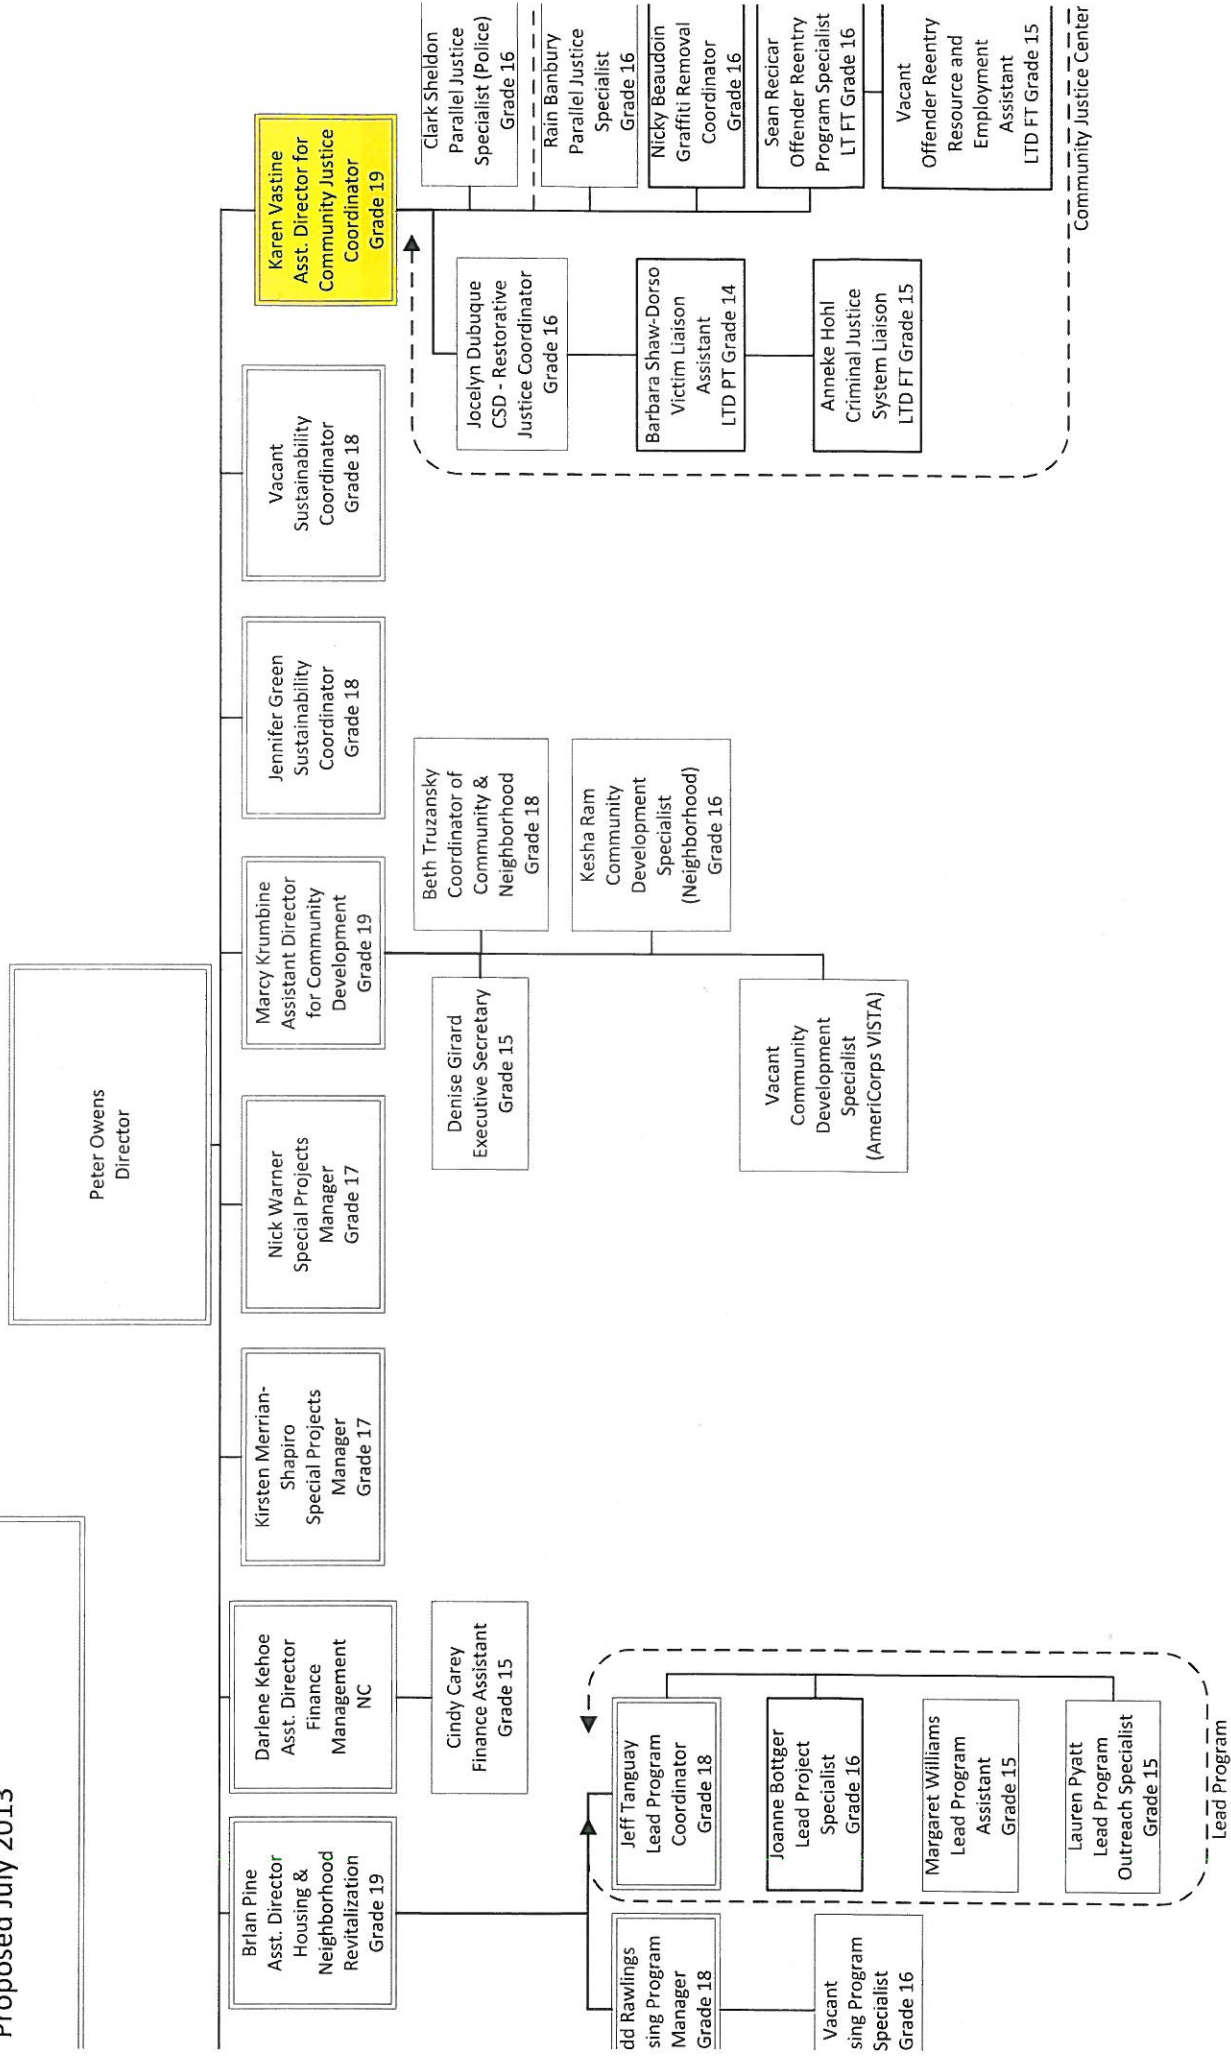 Proposed July 2013
Peter Owens
Director
Brian Pine
Asst. Director
Housing &
Neighborhood
Revitalization
Grade 19
Darlene Kehoe
Asst. Director
Finance
Management
NC
Kirsten Merrian-
Shapiro
Special Projects
Manager
Grade 17
Nick Warner
Special Projects
Manager
Grade 17
Marcy Krumbine
Assistant Director
for Community
Development
Grade 19
Jennifer Green
Sustainability
Coordinator
Grade 18
Vacant
Sustainability
Coordinator
Grade 18
Karen Vastine
Asst. Director for
Community Justice
Coordinator
Grade 19
dd Rawlings
sing Program
Manager
Grade 18
Vacant
sing Program
Specialist
Grade 16
Jeff Tanguay
Lead Program
Coordinator
Grade 18
Joanne Bottger
Lead Project
Specialist
Grade 16
Margaret Williams
Lead Program
Assistant
Grade 15
Lauren Pyatt
Lead Program
Outreach Specialist
Grade 15
Lead Program
Cindy Carey
Finance Assistant
Grade 15
Denise Girard
Executive Secretary
Grade 15
Beth Truzansky
Coordinator of
Community &
Neighborhood
Grade 18
Kesha Ram
Community
Development
Specialist
(Neighborhood)
Grade 16
Vacant
Community
Development
Specialist
(AmeriCorps VISTA)
Jocelyn Dubuque
CSD - Restorative
Justice Coordinator
Grade 16
Barbara Shaw-Dorso
Victim Liaison
Assistant
LTD PT Grade 14
Anneke Hohl
Criminal Justice
System Liaison
LTD FT Grade 15
Clark Sheldon
Parallel Justice
Specialist (Police)
Grade 16
Rain Banbury
Parallel Justice
Specialist
Grade 16
Nicky Beaudoin
Graffiti Removal
Coordinator
Grade 16
Sean Recicar
Offender Reentry
Program Specialist
LT FT Grade 16
Vacant
Offender Reentry
Resource and
Employment
Assistant
LTD FT Grade 15
Community Justice Center